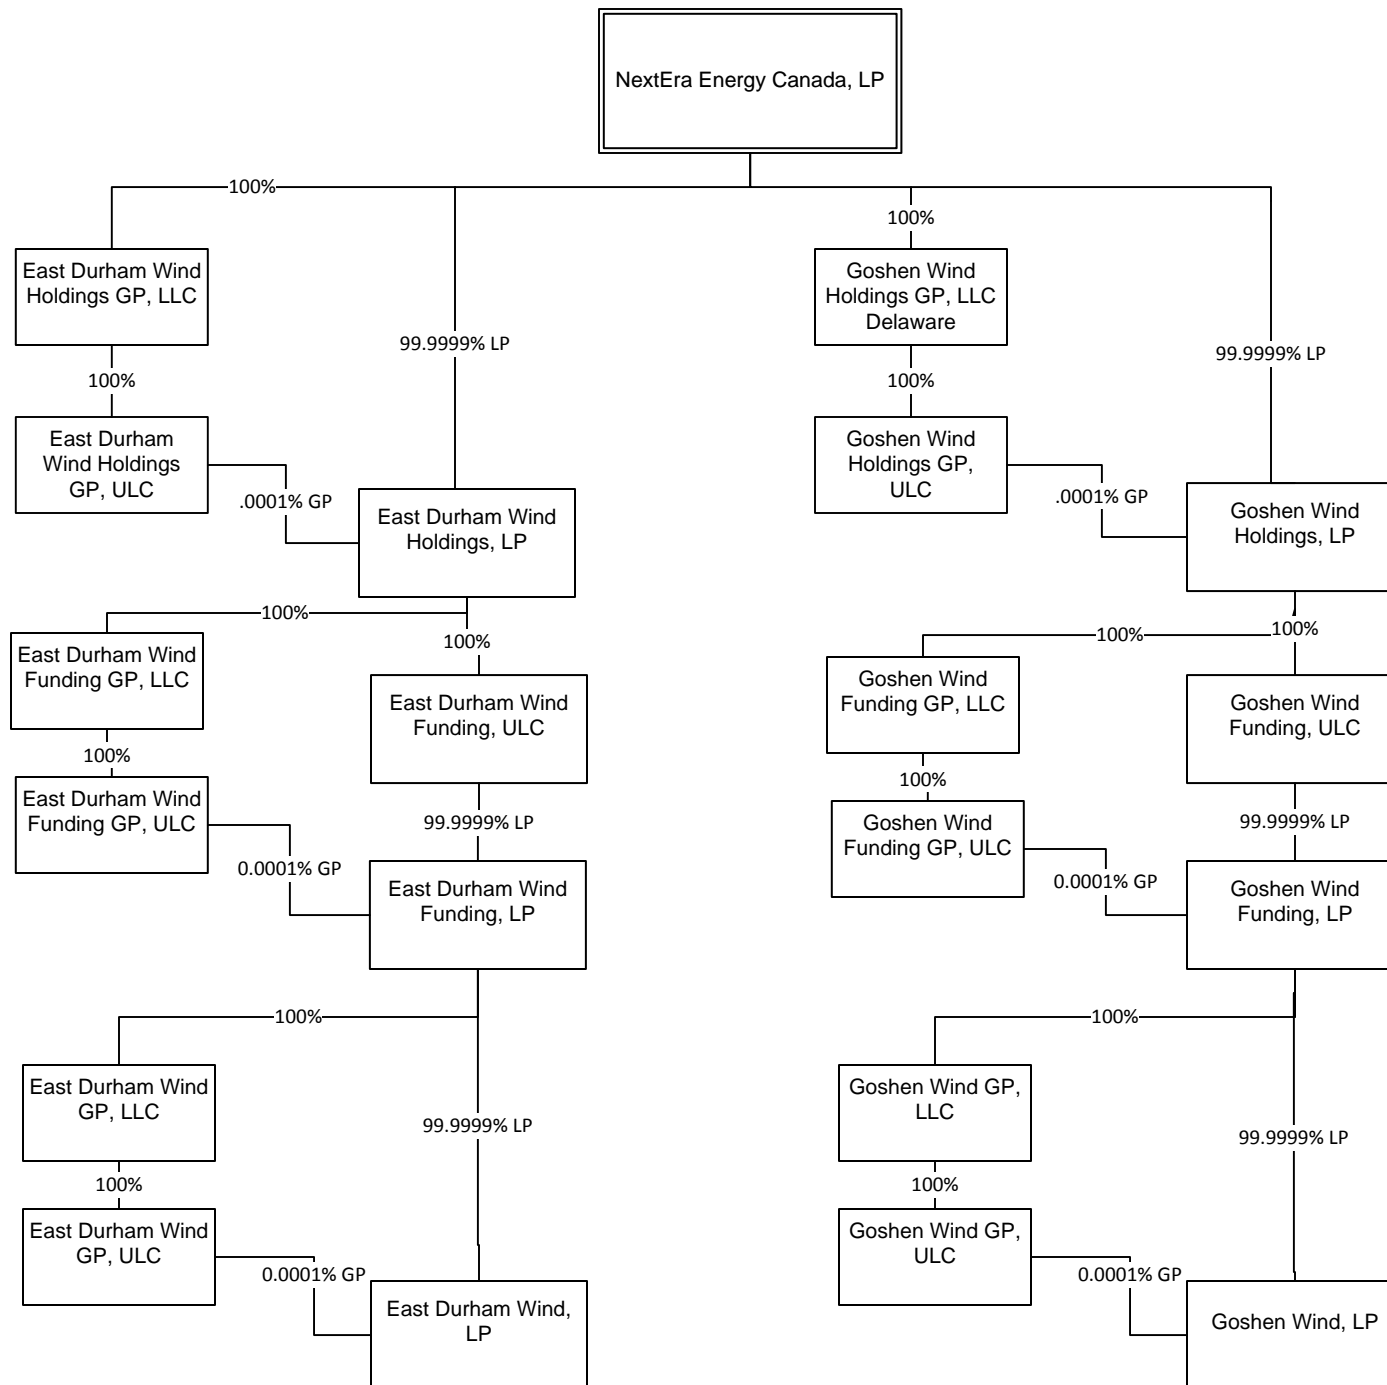 NextEra Energy Canada, LP
100%
100%
East Durham Wind
Holdings GP, LLC
Goshen Wind
Holdings GP, LLC
Delaware
99.9999% LP
99.9999% LP
100%
100%
East Durham
Wind Holdings
GP, ULC
Goshen Wind
Holdings GP,
ULC
.0001% GP
.0001% GP
East Durham Wind
Holdings, LP
Goshen Wind
Holdings, LP
100%
100%
100%
100%
East Durham Wind
Funding GP, LLC
East Durham Wind
Funding, ULC
Goshen Wind
Funding GP, LLC
Goshen Wind
Funding, ULC
100%
100%
East Durham Wind
Funding GP, ULC
99.9999% LP
Goshen Wind
Funding GP, ULC
99.9999% LP
0.0001% GP
0.0001% GP
East Durham Wind
Funding, LP
Goshen Wind
Funding, LP
100%
100%
East Durham Wind
GP, LLC
Goshen Wind GP,
LLC
99.9999% LP
99.9999% LP
100%
100%
East Durham Wind
GP, ULC
Goshen Wind GP,
ULC
0.0001% GP
0.0001% GP
East Durham Wind,
LP
Goshen Wind, LP